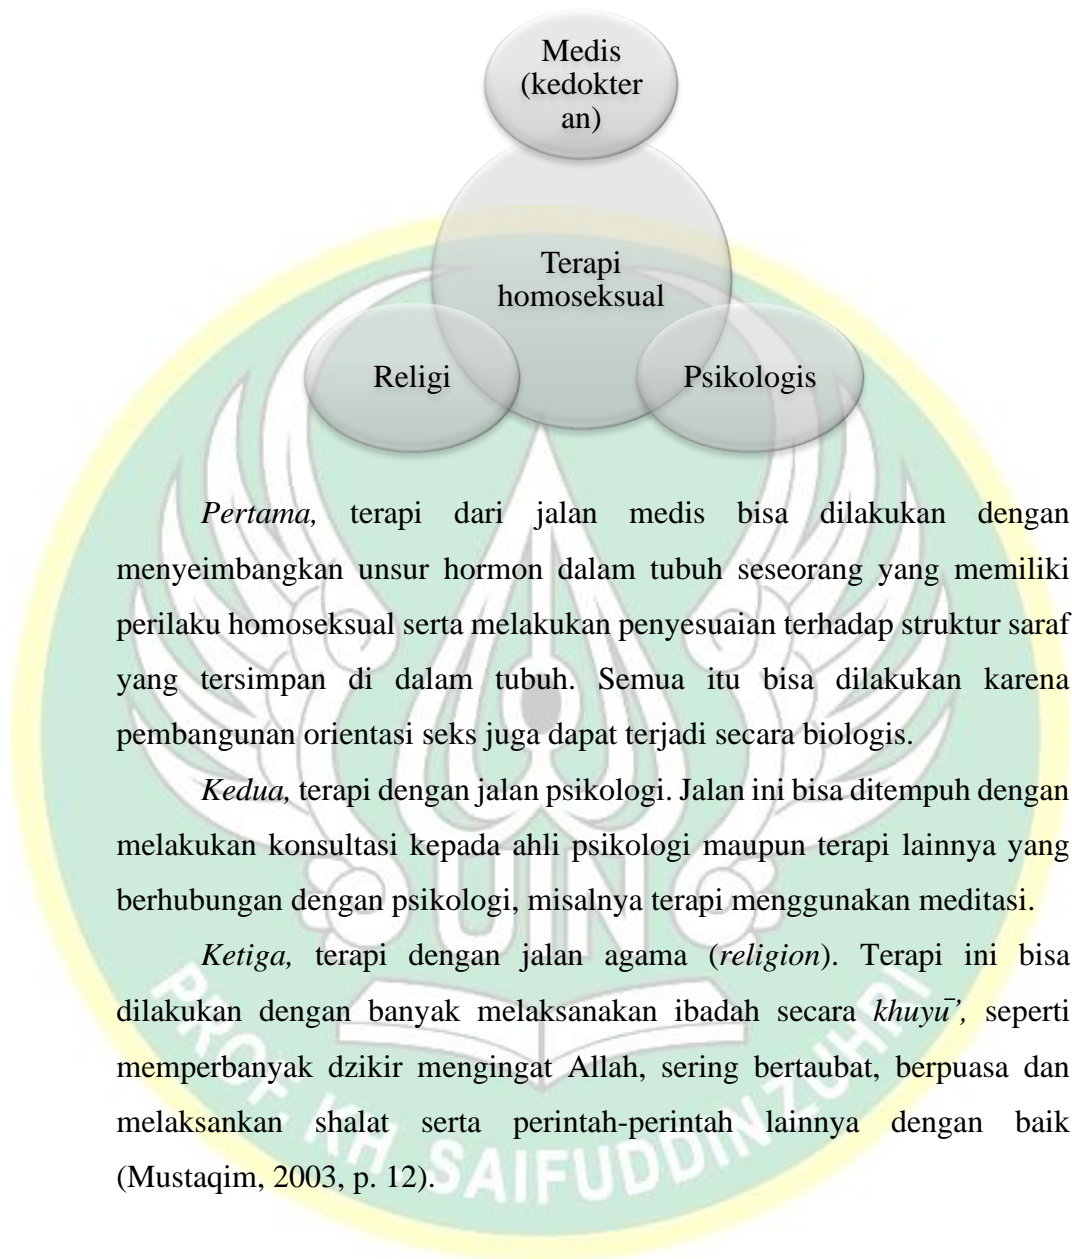 Medis
(kedokter
an)
Terapi
homoseksual
Religi
Psikologis
Pertama, terapi dari jalan medis bisa dilakukan dengan
menyeimbangkan unsur hormon dalam tubuh seseorang yang memiliki
perilaku homoseksual serta melakukan penyesuaian terhadap struktur saraf
yang tersimpan di dalam tubuh. Semua itu bisa dilakukan karena
pembangunan orientasi seks juga dapat terjadi secara biologis.
Kedua, terapi dengan jalan psikologi. Jalan ini bisa ditempuh dengan
melakukan konsultasi kepada ahli psikologi maupun terapi lainnya yang
berhubungan dengan psikologi, misalnya terapi menggunakan meditasi.
Ketiga, terapi dengan jalan agama (religion). Terapi ini bisa
dilakukan dengan banyak melaksanakan ibadah secara khuyū’, seperti
memperbanyak dzikir mengingat Allah, sering bertaubat, berpuasa dan
melaksankan shalat serta perintah-perintah lainnya dengan baik
(Mustaqim, 2003, p. 12).
UIN
PROF. KH. SAIFUDDIN ZUHRI